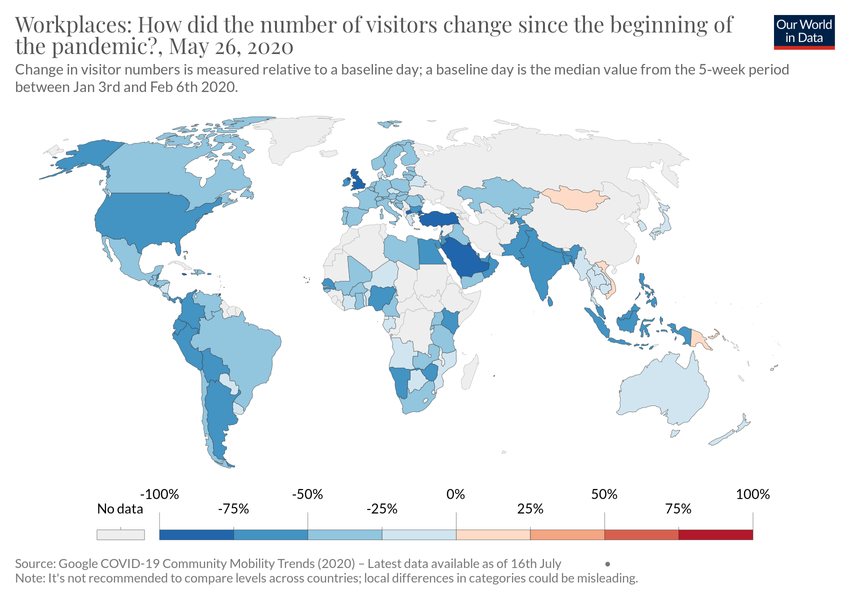 Workplaces: How did the number of visitors change since the beginning of
the pandemic?, May 26, 2020
Our World
in Data
Change in visitor numbers is measured relative to a baseline day; a baseline day is the median value from the 5-week period
between Jan 3rd and Feb 6th 2020.
-100% -50% 0% 50% 100%
No data -75% -25% 25% 75%
Source: Google COVID-19 Community Mobility Trends (2020) – Latest data available as of 16th July •
Note: It's not recommended to compare levels across countries; local differences in categories could be misleading.